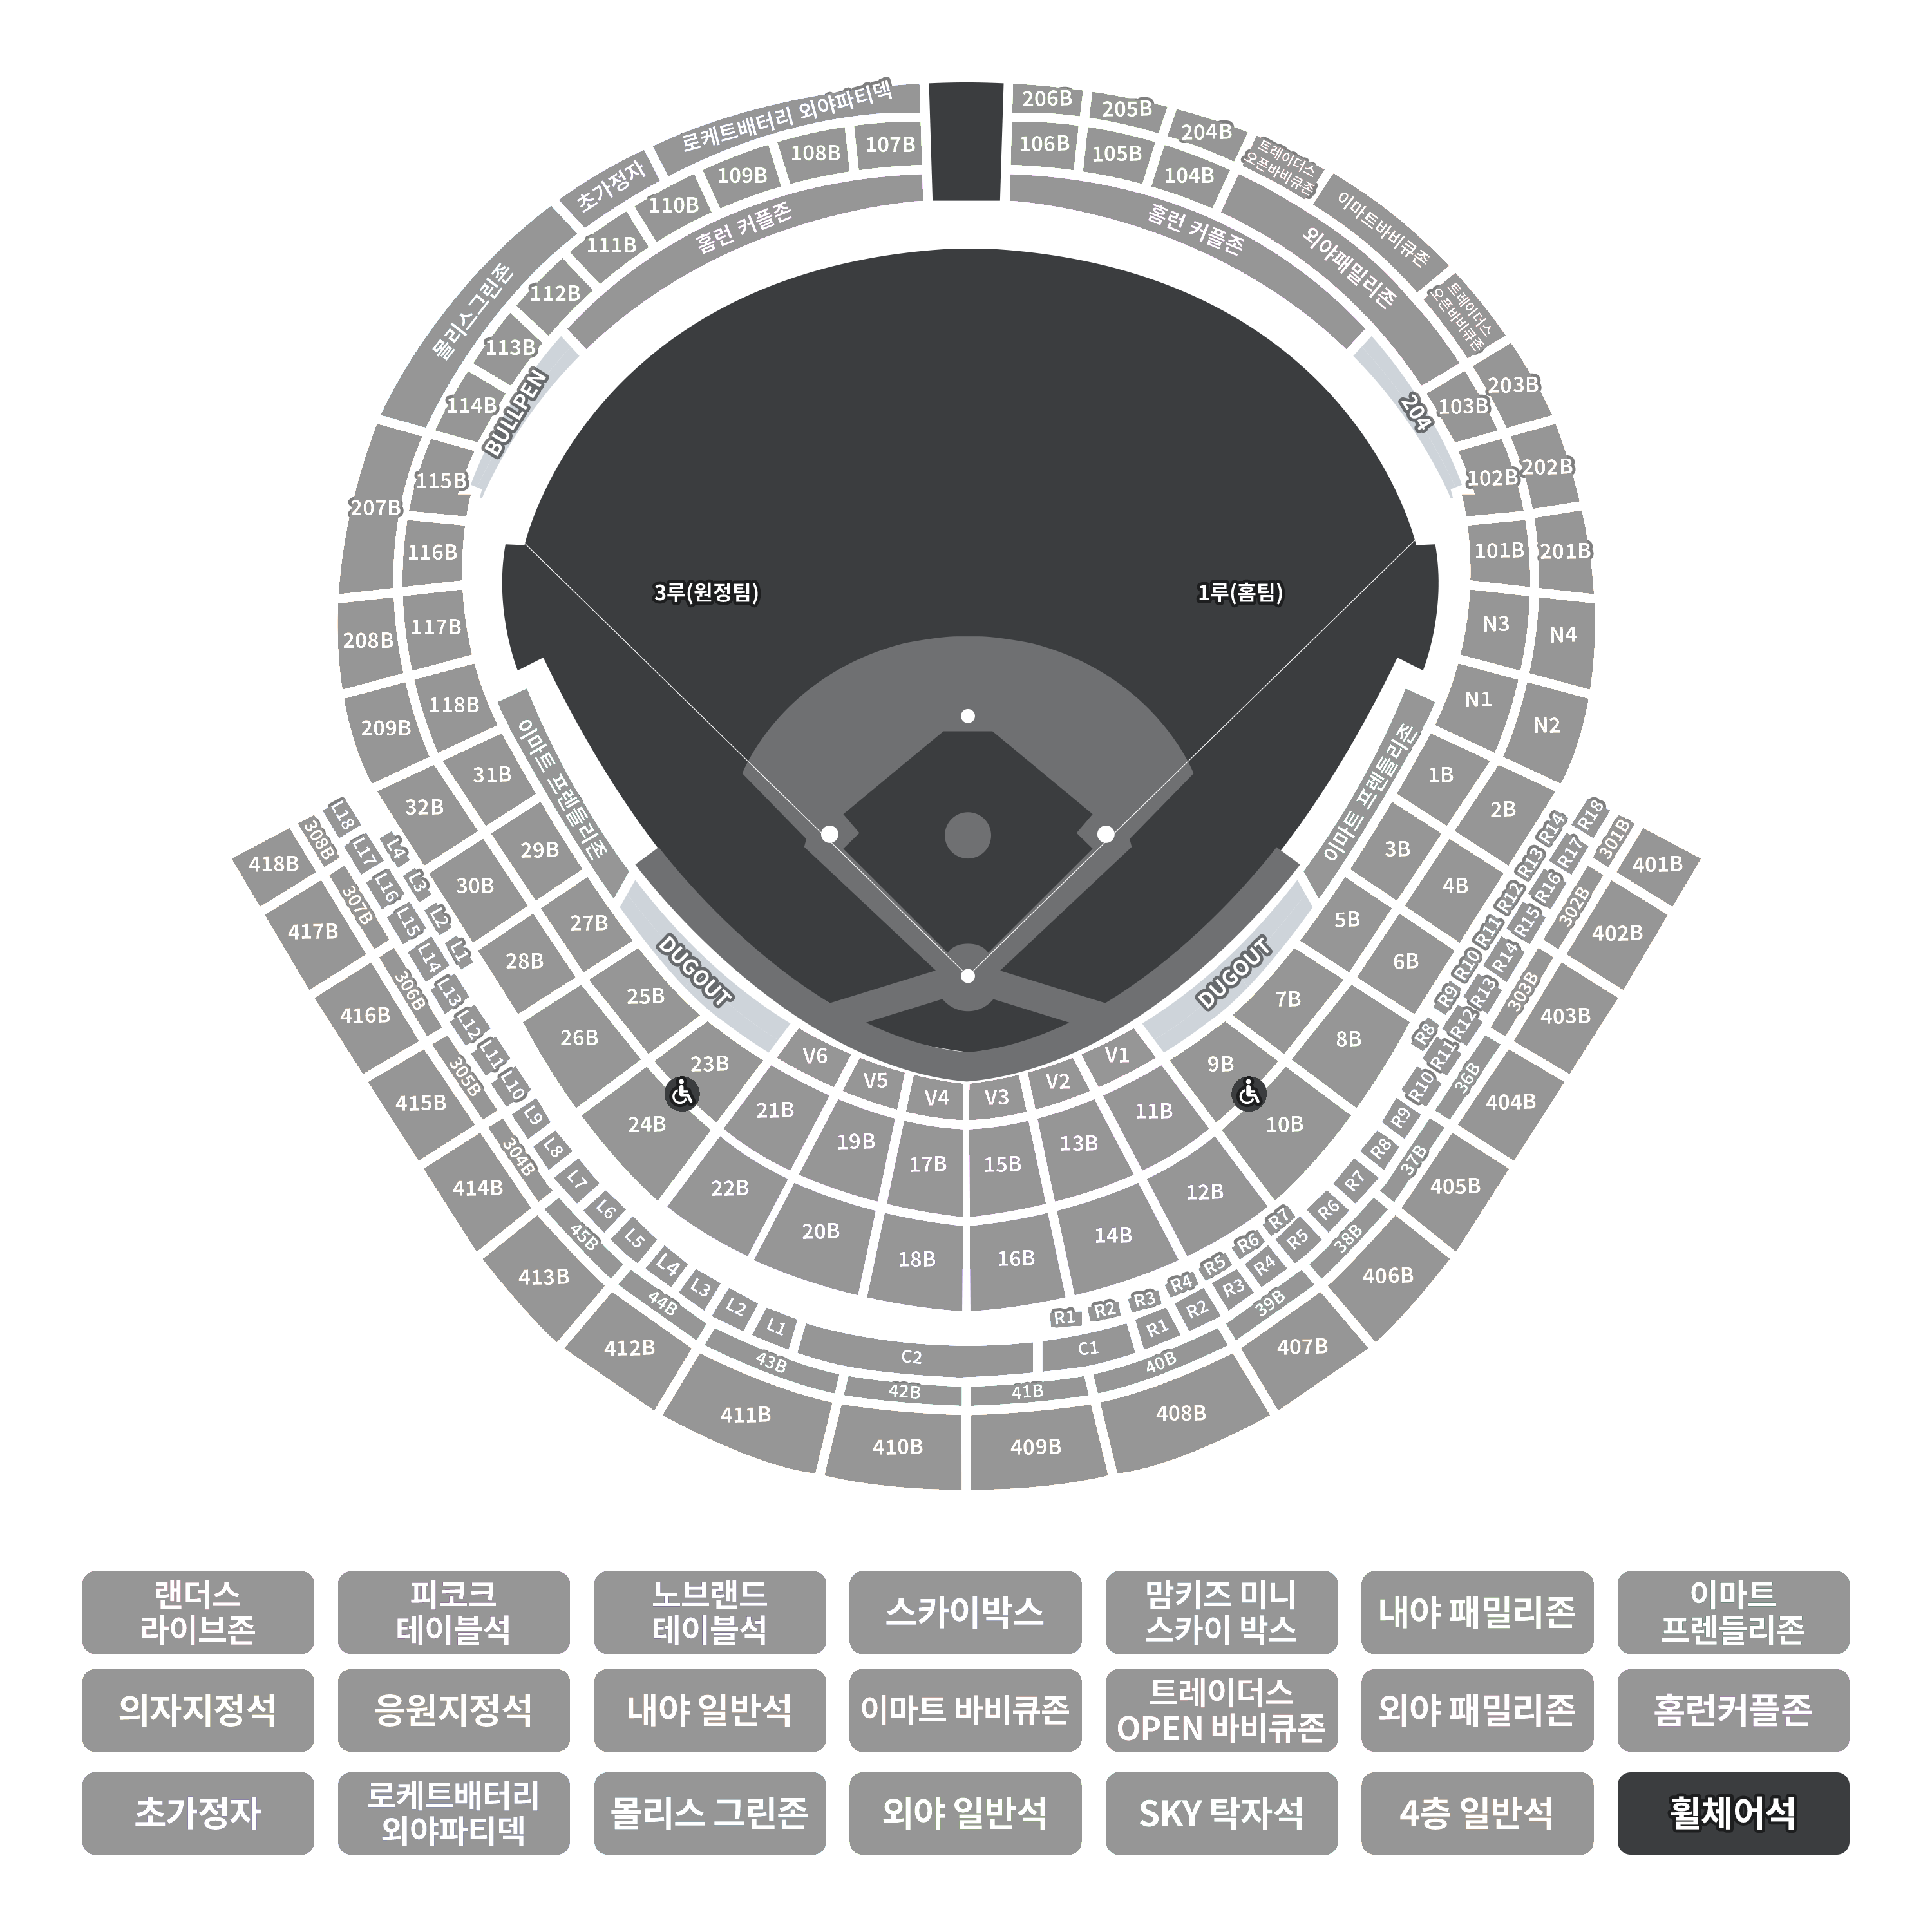 로케트배터리 외야파티덱
206B
205B
204B
트레이더스
오픈바비큐존
이마트바비큐존
트레이더스
오픈바비큐존
초가정자
몰리스그린존
107B
108B
109B
110B
111B
112B
113B
114B
115B
116B
117B
118B
106B
105B
104B
외야패밀리존
홈런 커플존
홈런 커플존
BULLPEN
204
203B
103B
202B
102B
201B
101B
207B
208B
209B
N3
N4
N1
N2
3루(원정팀)
1루(홈팀)
이마트 프렌들리존
이마트 프렌들리존
31B
32B
29B
30B
27B
28B
25B
26B
23B
24B
21B
22B
19B
20B
17B
18B
15B
16B
13B
14B
11B
12B
9B
10B
7B
8B
5B
6B
3B
4B
1B
2B
DUGOUT
DUGOUT
V6
V5
V4
V3
V2
V1
L4
L3
L2
L1
L18
L17
L16
L15
L14
L13
L12
L11
L10
L9
L8
L7
L6
L5
L4
L3
L2
L1
C2
C1
R1
R2
R3
R4
R5
R6
R7
R8
R9
R10
R11
R12
R13
R14
R1
R2
R3
R4
R5
R6
R7
R8
R9
R10
R11
R12
R13
R14
R15
R16
R17
R18
308B
307B
306B
305B
304B
45B
44B
43B
42B
41B
40B
39B
38B
37B
36B
303B
302B
301B
418B
417B
416B
415B
414B
413B
412B
411B
410B
409B
408B
407B
406B
405B
404B
403B
402B
401B
랜더스
라이브존
피코크
테이블석
노브랜드
테이블석
스카이박스
맘키즈 미니
스카이 박스
내야 패밀리존
이마트
프렌들리존
의자지정석
응원지정석
내야 일반석
이마트 바비큐존
트레이더스
OPEN 바비큐존
외야 패밀리존
홈런커플존
초가정자
로케트배터리
외야파티덱
몰리스 그린존
외야 일반석
SKY 탁자석
4층 일반석
휠체어석